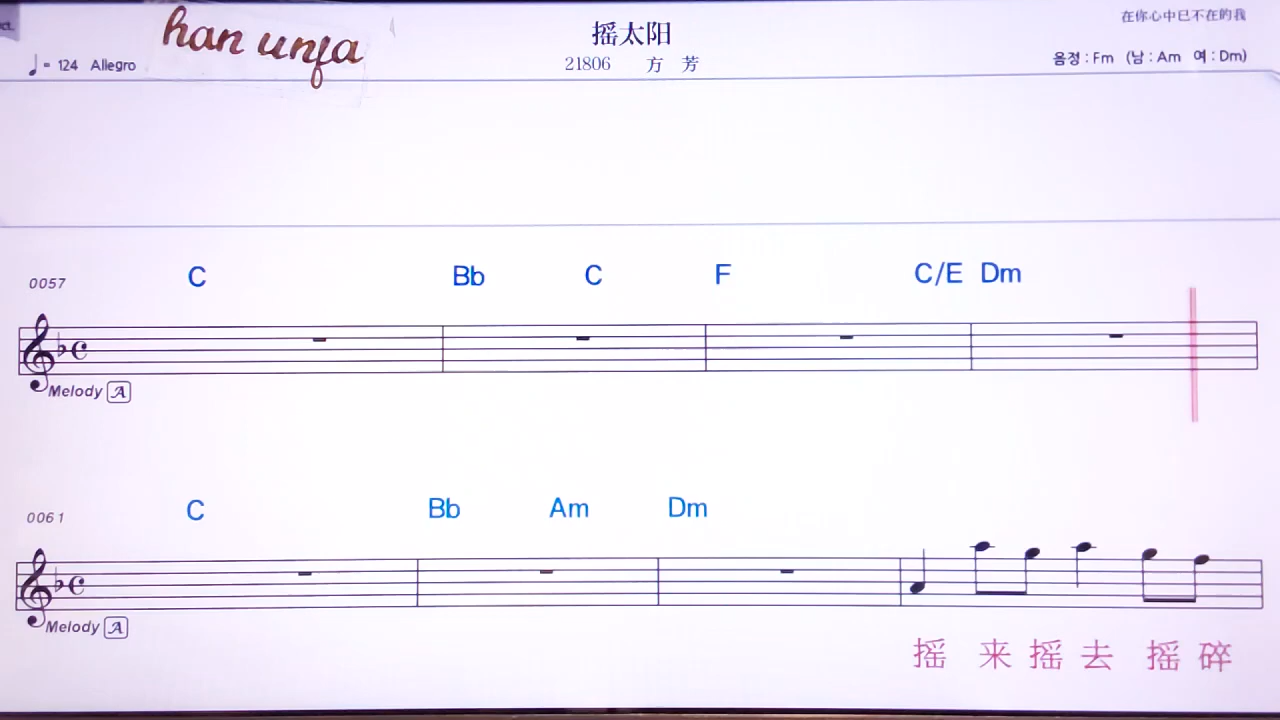 ct.
han unfa
摇太阳
在你心中已不在的我
♩= 124 Allegro
21806 方 芳
음정 : Fm (남 : Am 여 : Dm)
0057
C Bb C F C/E Dm
Melody A
0061
C Bb Am Dm
Melody A
摇 来 摇 去 摇 碎